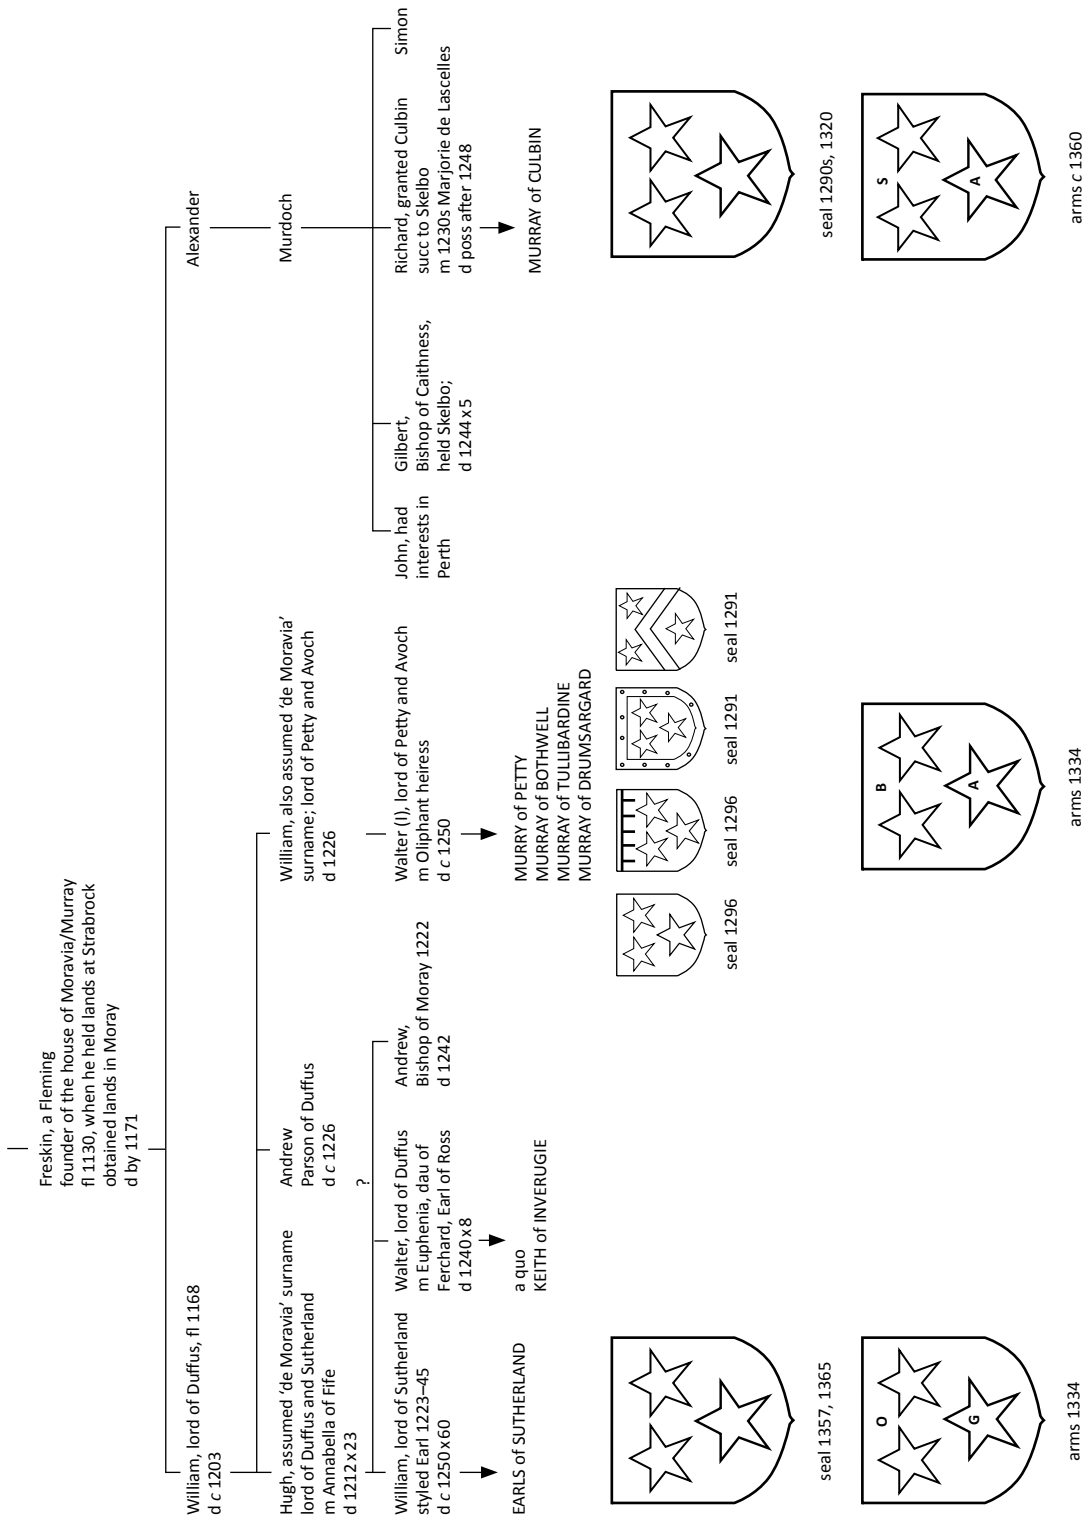 Freskin, a Fleming
founder of the house of Moravia/Murray
fl 1130, when he held lands at Strabrock
obtained lands in Moray
d by 1171
William, lord of Duffus, fl 1168
d c 1203
Alexander
Hugh, assumed ‘de Moravia’ surname
lord of Duffus and Sutherland
m Annabella of Fife
d 1212 x 23
Andrew
Parson of Duffus
d c 1226
William, also assumed ‘de Moravia’
surname; lord of Petty and Avoch
d 1226
Murdoch
?
William, lord of Sutherland
styled Earl 1223–45
d c 1250 x 60
Walter, lord of Duffus
m Euphenia, dau of
Ferchard, Earl of Ross
d 1240 x 8
Andrew,
Bishop of Moray 1222
d 1242
Walter (I), lord of Petty and Avoch
m Oliphant heiress
d c 1250
John, had
interests in
Perth
Gilbert,
Bishop of Caithness,
held Skelbo;
d 1244 x 5
Richard, granted Culbin
succ to Skelbo
m 1230s Marjorie de Lascelles
d poss after 1248
Simon
EARLS of SUTHERLAND
a quo
KEITH of INVERUGIE
MURRY of PETTY
MURRAY of BOTHWELL
MURRAY of TULLIBARDINE
MURRAY of DRUMSARGARD
MURRAY of CULBIN
seal 1296
seal 1296
seal 1291
seal 1291
seal 1357, 1365
seal 1290s, 1320
O
G
arms 1334
B
A
arms 1334
S
A
arms c 1360